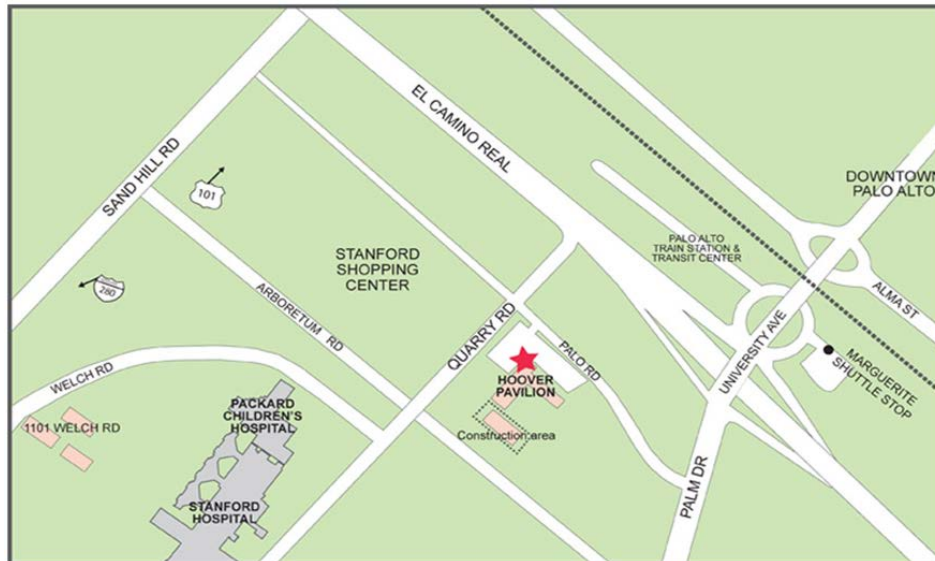 EL CAMINO REAL
SAND HILL RD
101
DOWNTOWN
PALO ALTO
PALO ALTO
TRAIN STATION &
TRANSIT CENTER
STANFORD
SHOPPING
CENTER
280
ARBORETUM RD
ALMA ST
QUARRY RD
UNIVERSITY AVE
PALO RD
MARGUERITE
SHUTTLE STOP
WELCH RD
HOOVER
PAVILION
PACKARD
CHILDREN'S
HOSPITAL
1101 WELCH RD
Construction area
PALM DR
STANFORD
HOSPITAL